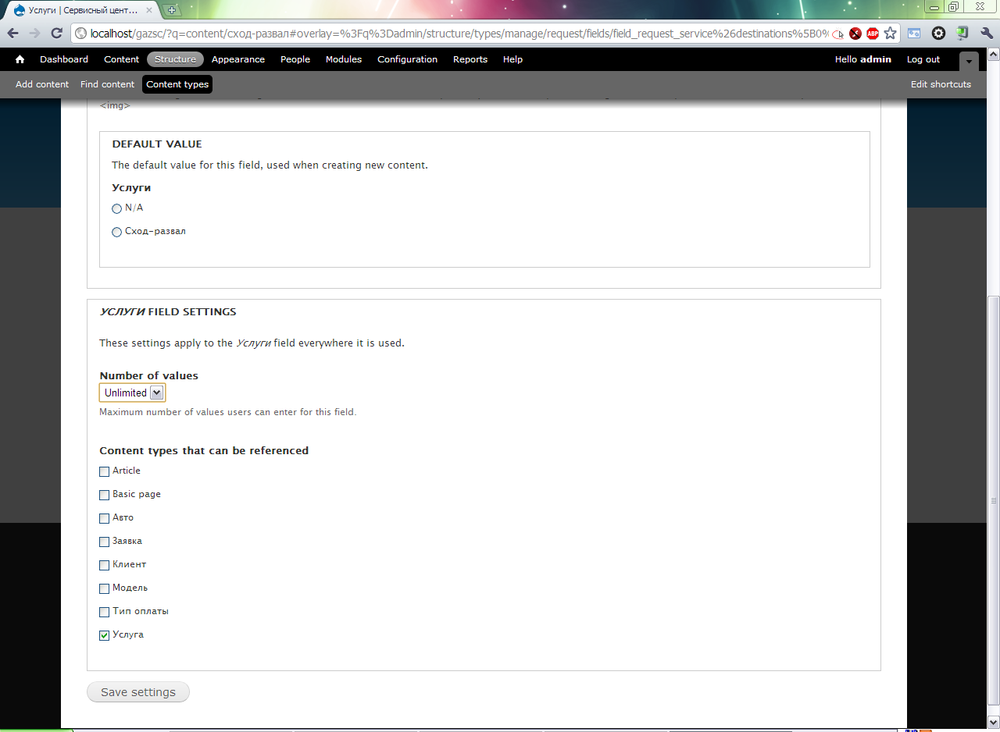 Услуги | Сервисный цент...
localhost/gazsc/?q=content/сход-развал#overlay=%3Fq%3Dadmin/structure/types/manage/request/fields/field_request_service%26destinations%5B0%
ABP
Dashboard Content Structure Appearance People Modules Configuration Reports Help Hello admin Log out
Add content Find content Content types Edit shortcuts
<img>
DEFAULT VALUE
The default value for this field, used when creating new content.
Услуги
N/A
Сход-развал
УСЛУГИ FIELD SETTINGS
These settings apply to the Услуги field everywhere it is used.
Number of values
Unlimited
Maximum number of values users can enter for this field.
Content types that can be referenced
Article
Basic page
Авто
Заявка
Клиент
Модель
Тип оплаты
Услуга
Save settings